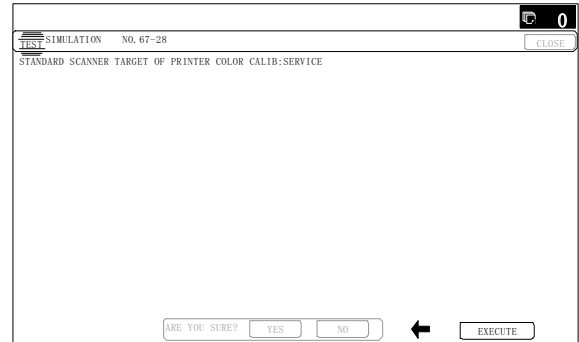 0
TEST SIMULATION NO. 67-28
CLOSE
STANDARD SCANNER TARGET OF PRINTER COLOR CALIB:SERVICE
ARE YOU SURE? YES NO EXECUTE